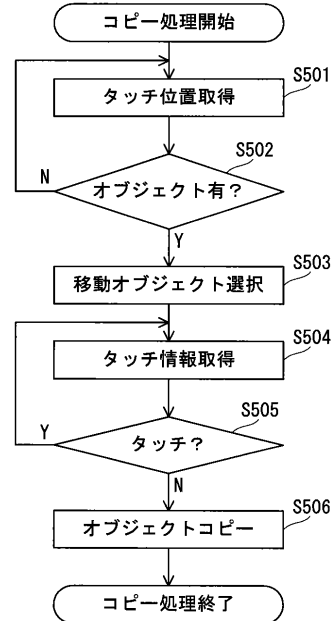 コピー処理開始
S501
タッチ位置取得
S502
オブジェクト有？
N
Y
S503
移動オブジェクト選択
S504
タッチ情報取得
S505
タッチ？
Y
N
S506
オブジェクトコピー
コピー処理終了